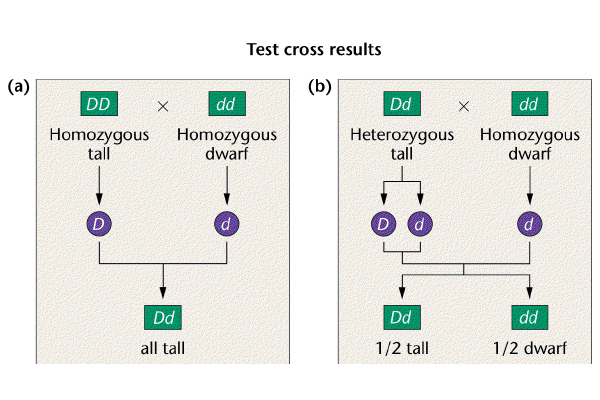 Test cross results
(a)
DD × dd
Homozygous tall
Homozygous dwarf
D
d
Dd
all tall
(b)
Dd × dd
Heterozygous tall
Homozygous dwarf
D
d
d
Dd
dd
1/2 tall
1/2 dwarf